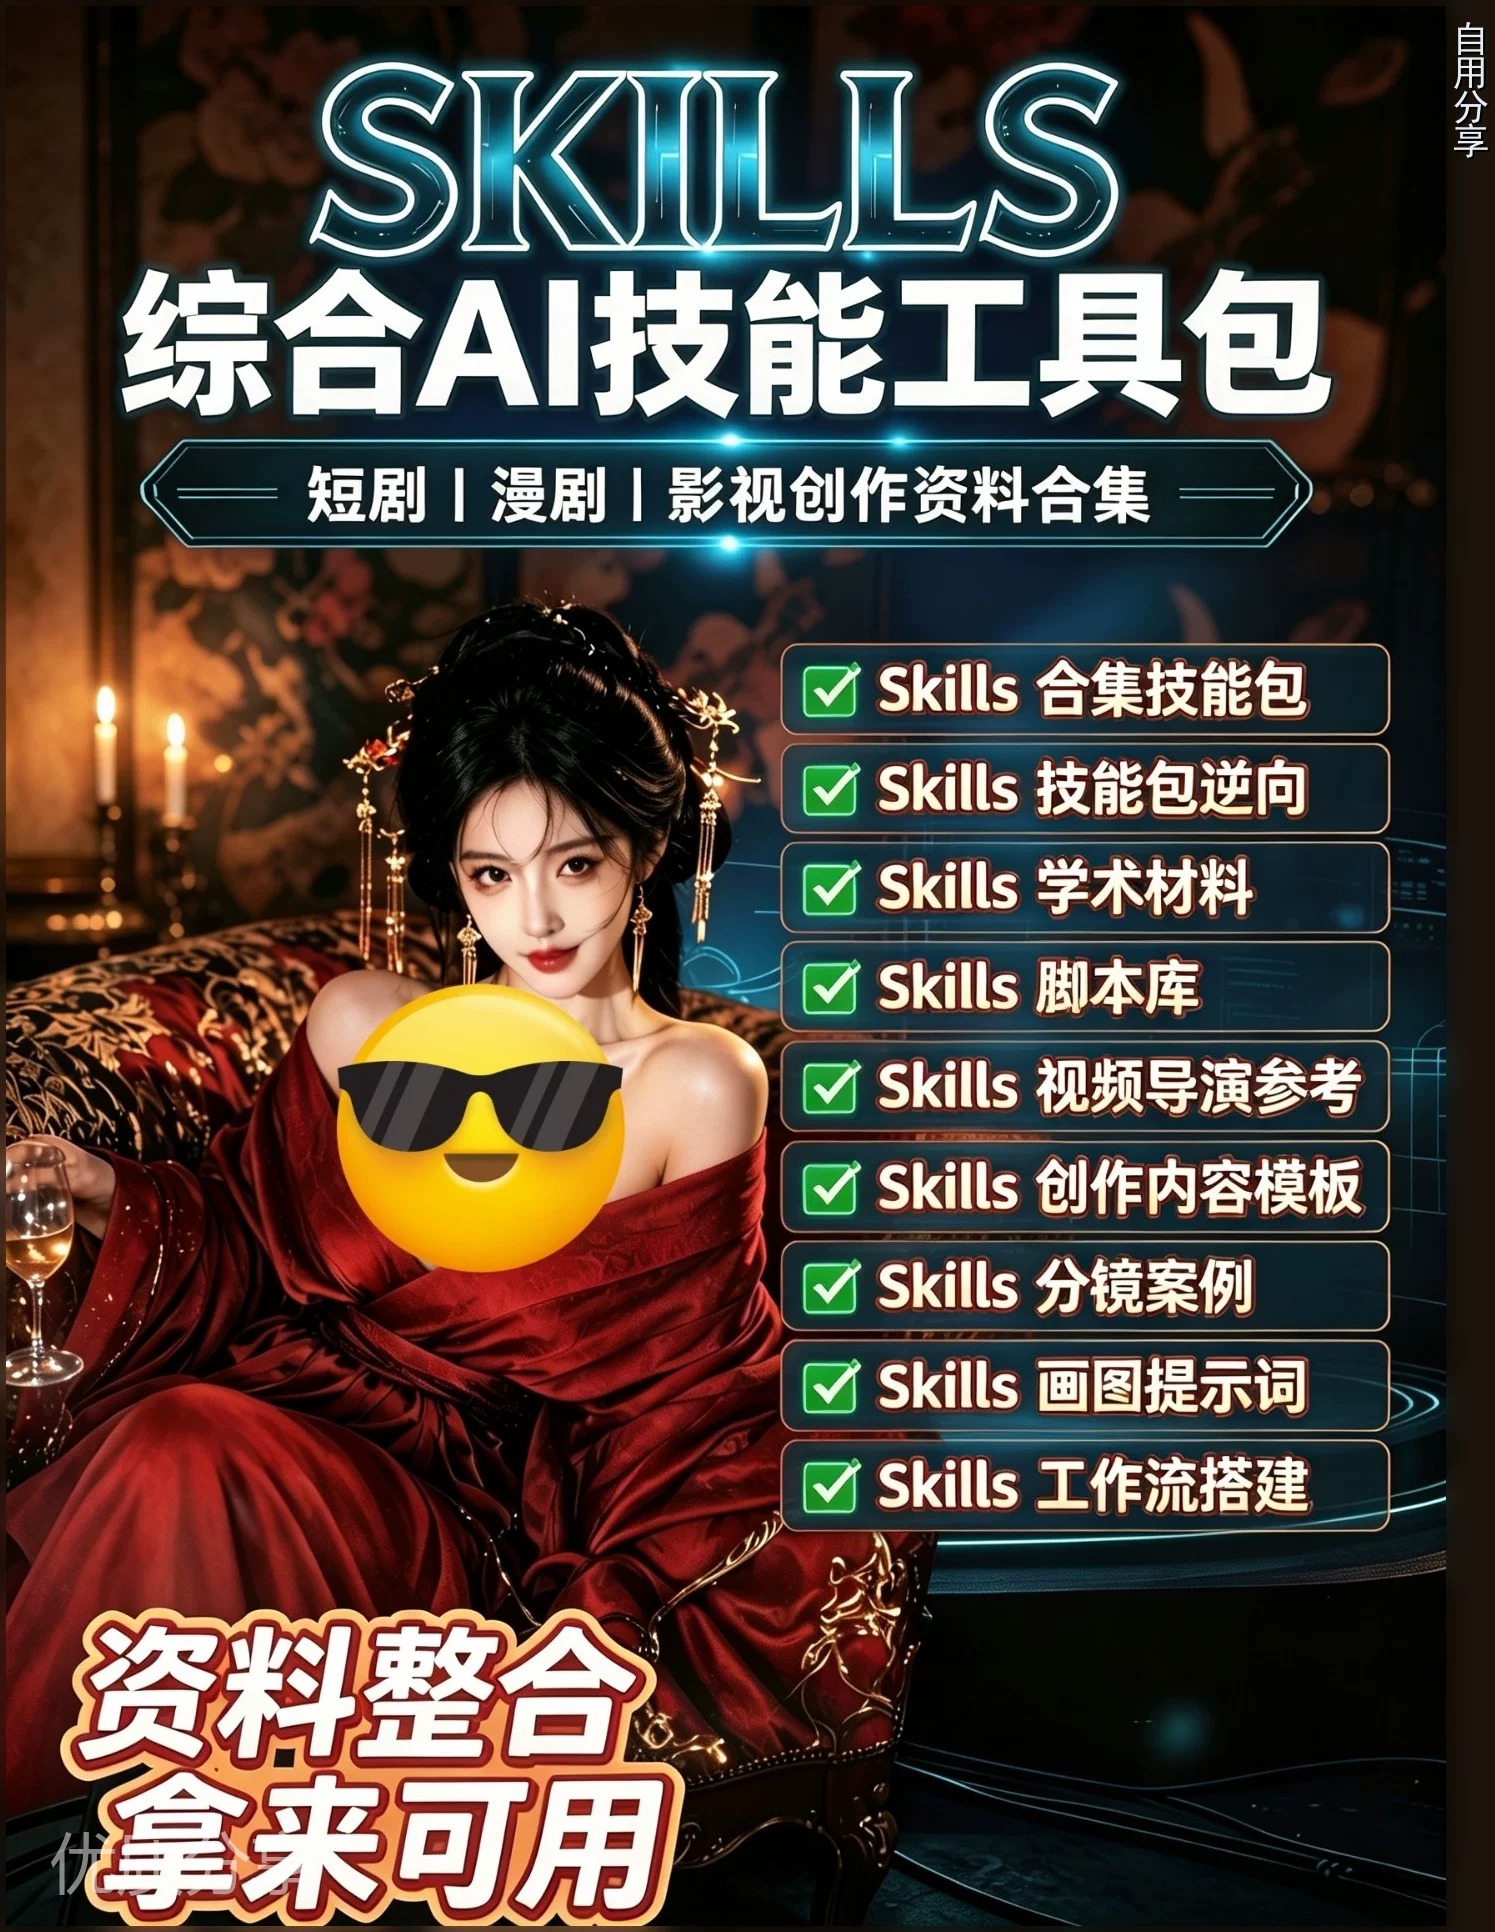 SKILLS
综合AI技能工具包
短剧 | 漫剧 | 影视创作资料合集
Skills 合集技能包
Skills 技能包逆向
Skills 学术材料
Skills 脚本库
Skills 视频导演参考
Skills 创作内容模板
Skills 分镜案例
Skills 画图提示词
Skills 工作流搭建
资料整合
拿来可用
自用分享